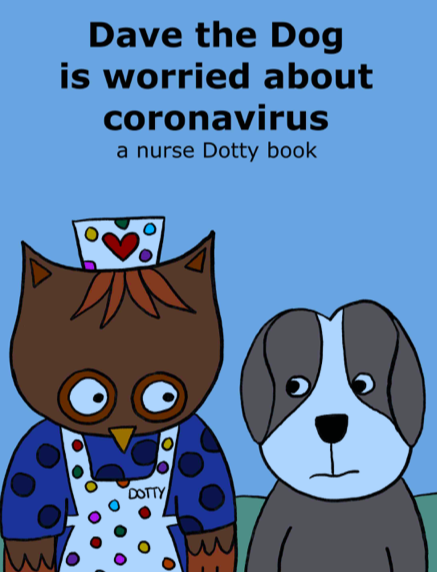 Dave the Dog
is worried about
coronavirus
a nurse Dotty book
DOTTY